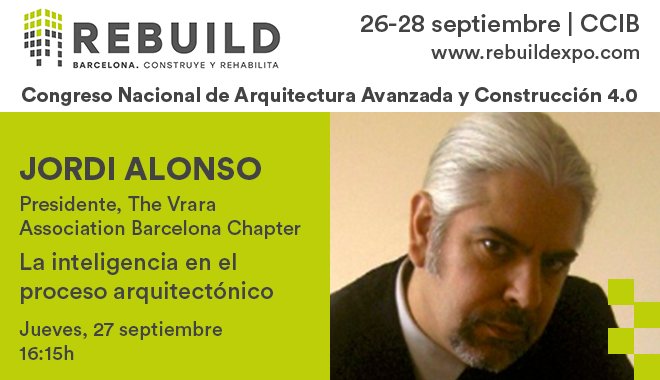 REBUILD
BARCELONA. CONSTRUYE Y REHABILITA
26-28 septiembre | CCIB
www.rebuildexpo.com
Congreso Nacional de Arquitectura Avanzada y Construcción 4.0
JORDI ALONSO
Presidente, The Vrara
Association Barcelona Chapter
La inteligencia en el
proceso arquitectónico
Jueves, 27 septiembre
16:15h